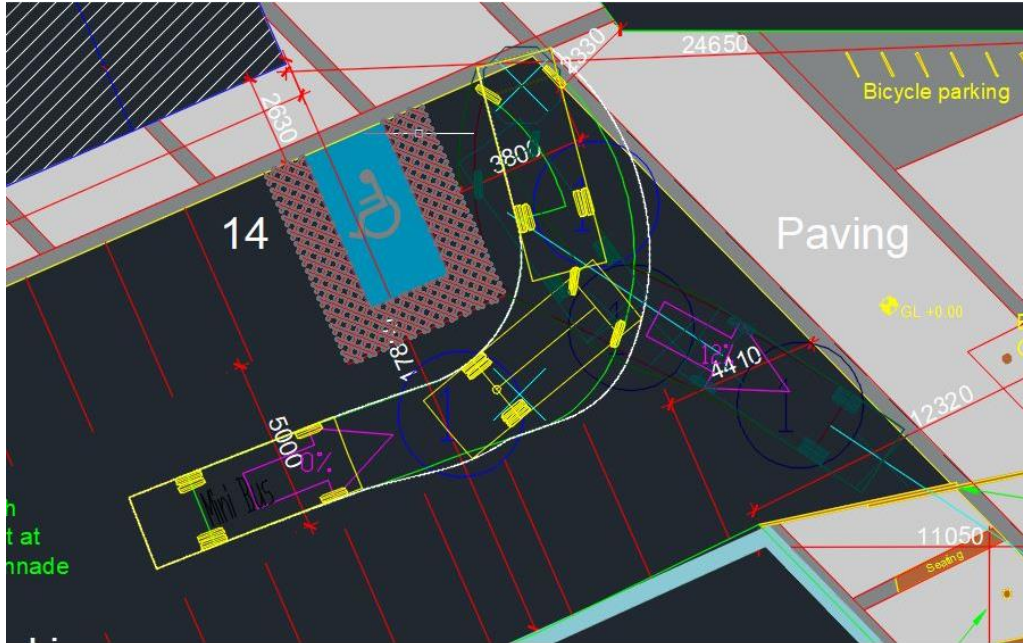 24650
2330
Bicycle parking
2630
3800
14
Paving
GL +0.00
12%
4410
12320
5000
0%
Mini Bus
t at
nnade
11050
Seating